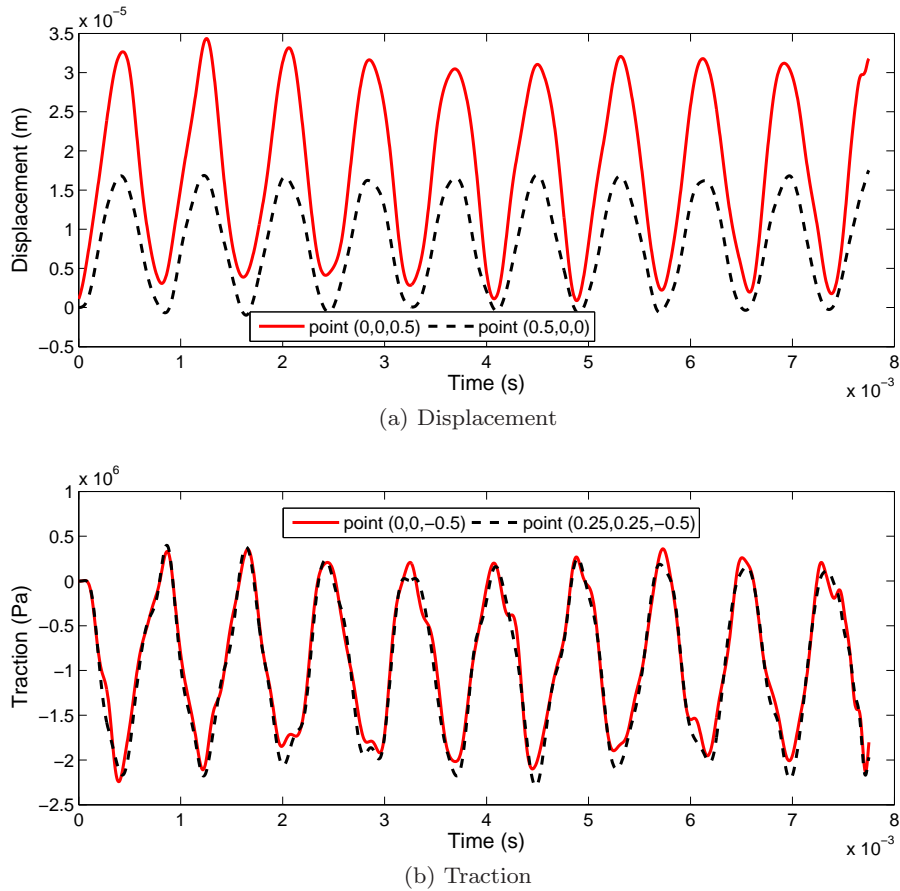 x 10⁻⁵
3.5
3
2.5
2
1.5
1
0.5
0
−0.5
Displacement (m)
point (0,0,0.5) point (0.5,0,0)
0 1 2 3 4 5 6 7 8
Time (s)
x 10⁻³
(a) Displacement
x 10⁶
1
0.5
0
−0.5
−1
−1.5
−2
−2.5
Traction (Pa)
point (0,0,−0.5) point (0.25,0.25,−0.5)
0 1 2 3 4 5 6 7 8
Time (s)
x 10⁻³
(b) Traction